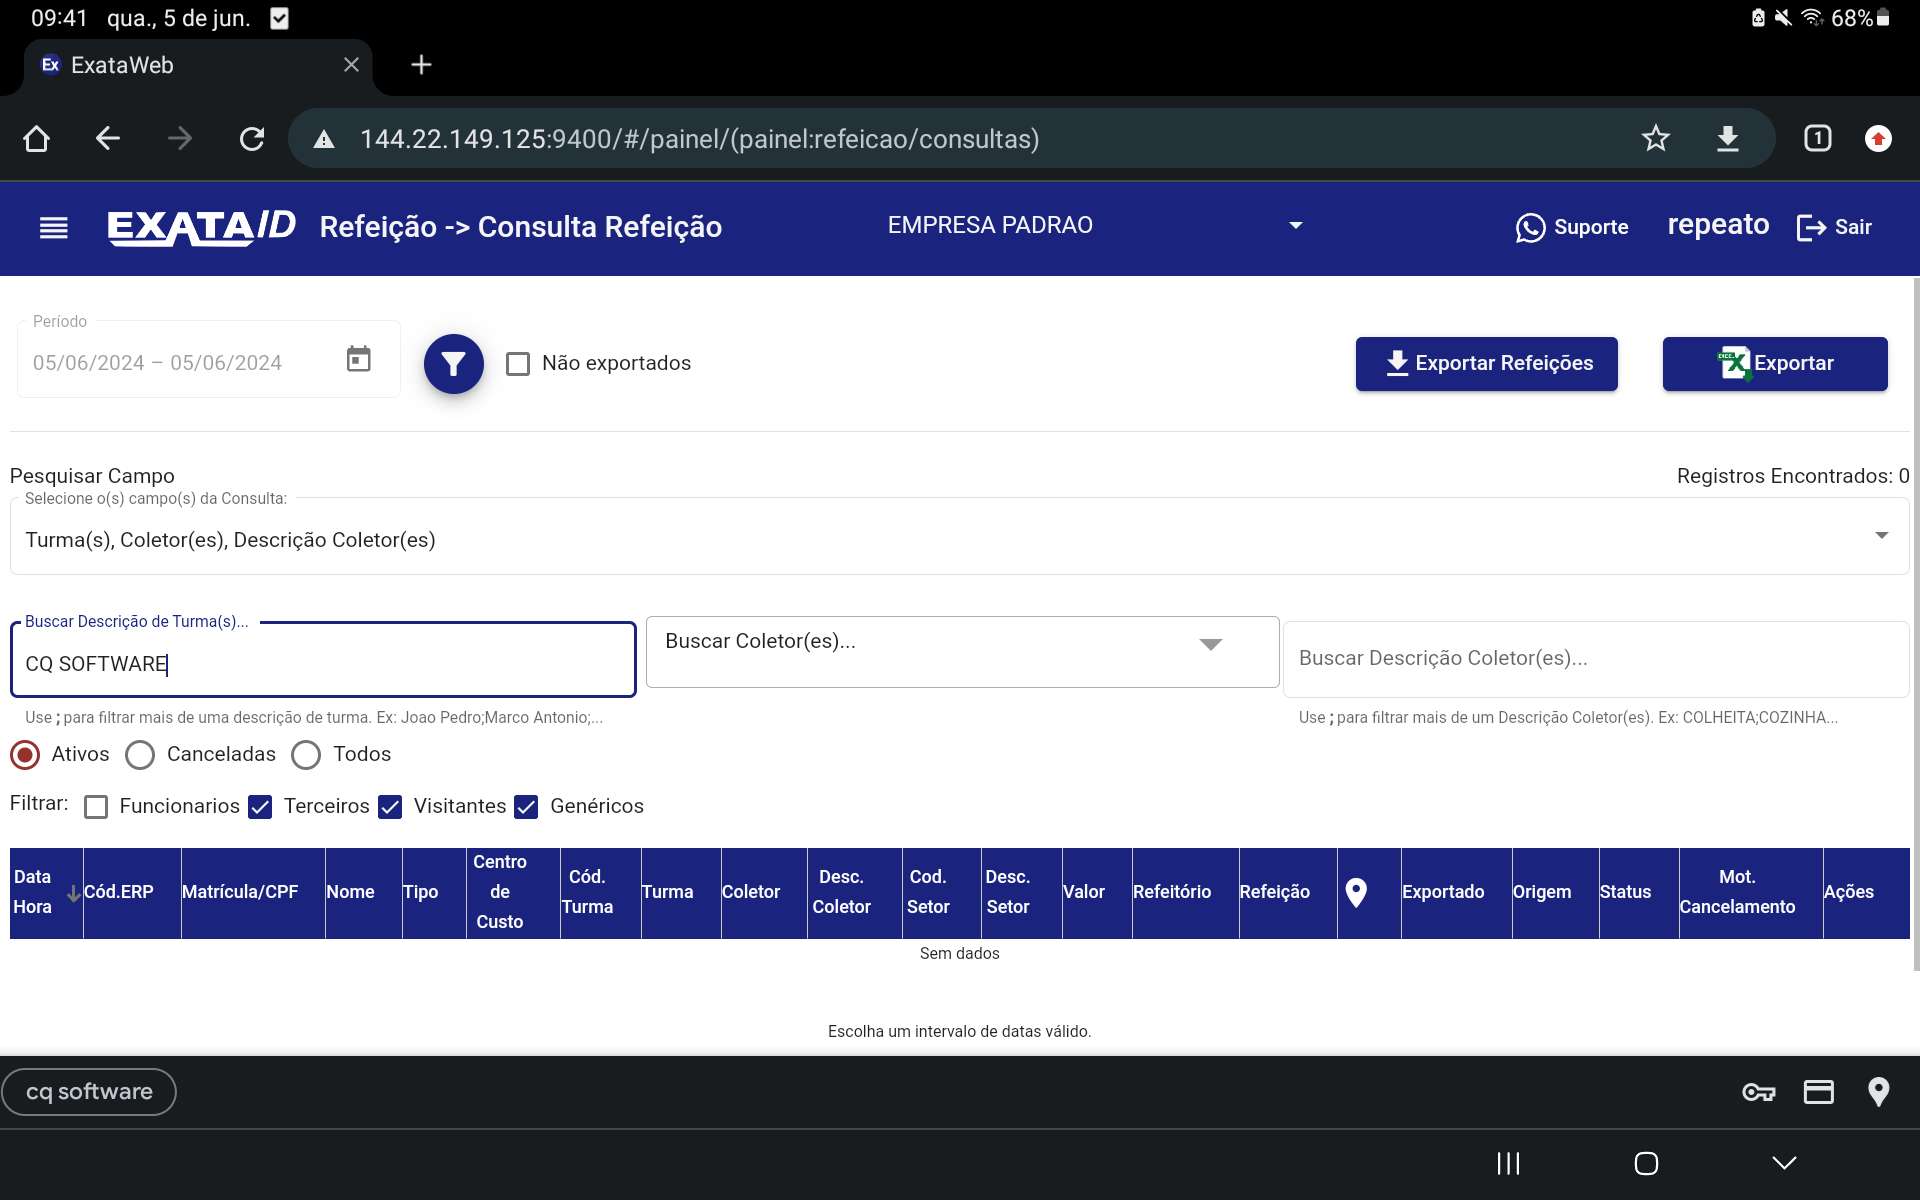 09:41 qua., 5 de jun. 68%
Ex ExataWeb
144.22.149.125:9400/#/painel/(painel:refeicao/consultas) 1
EXATA/ID Refeição -> Consulta Refeição EMPRESA PADRAO Suporte repeato Sair
Período
05/06/2024 – 05/06/2024 Não exportados Exportar Refeições Exportar
Pesquisar Campo Registros Encontrados: 0
Selecione o(s) campo(s) da Consulta:
Turma(s), Coletor(es), Descrição Coletor(es)
Buscar Descrição de Turma(s)...
CQ SOFTWARE Buscar Coletor(es)... Buscar Descrição Coletor(es)...
Use ; para filtrar mais de uma descrição de turma. Ex: Joao Pedro;Marco Antonio;... Use ; para filtrar mais de um Descrição Coletor(es). Ex: COLHEITA;COZINHA...
Ativos Canceladas Todos
Filtrar: Funcionarios Terceiros Visitantes Genéricos
Data Hora Cód.ERP Matrícula/CPF Nome Tipo Centro de Custo Cód. Turma Turma Coletor Desc. Coletor Cod. Setor Desc. Setor Valor Refeitório Refeição Exportado Origem Status Mot. Cancelamento Ações
Sem dados
Escolha um intervalo de datas válido.
cq software